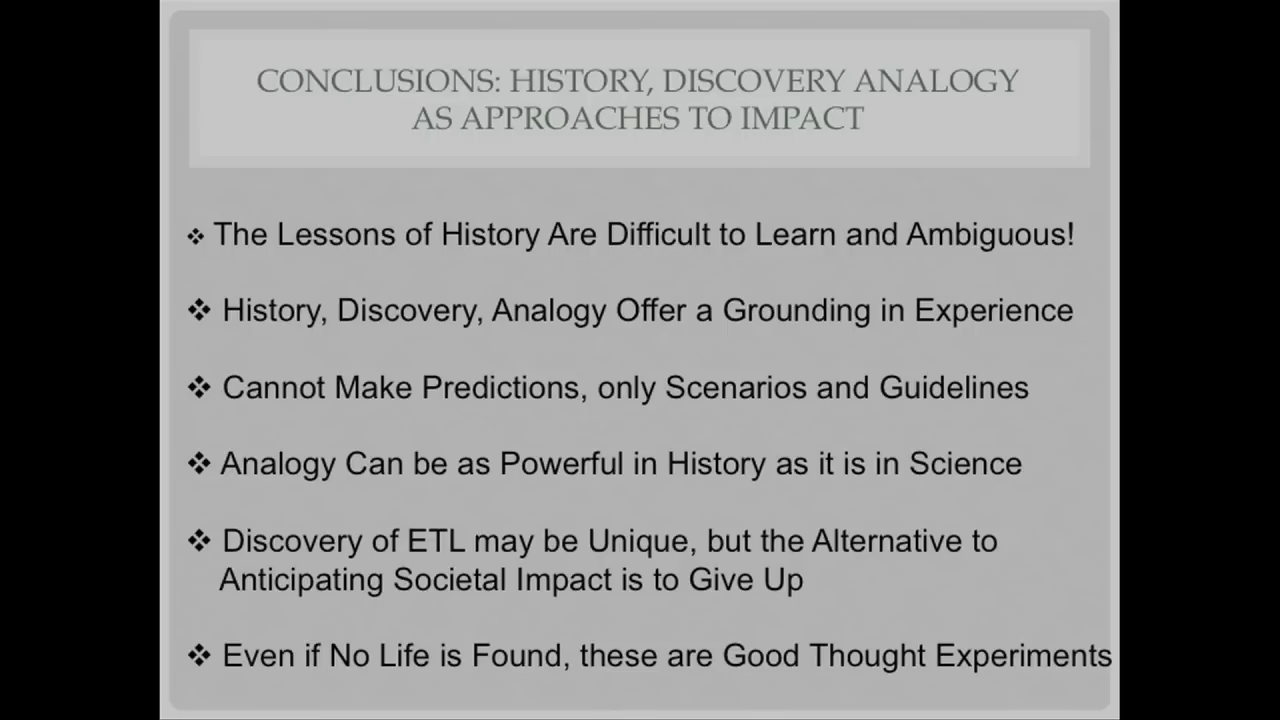 CONCLUSIONS: HISTORY, DISCOVERY ANALOGY
AS APPROACHES TO IMPACT
❖ The Lessons of History Are Difficult to Learn and Ambiguous!
❖ History, Discovery, Analogy Offer a Grounding in Experience
❖ Cannot Make Predictions, only Scenarios and Guidelines
❖ Analogy Can be as Powerful in History as it is in Science
❖ Discovery of ETL may be Unique, but the Alternative to
Anticipating Societal Impact is to Give Up
❖ Even if No Life is Found, these are Good Thought Experiments